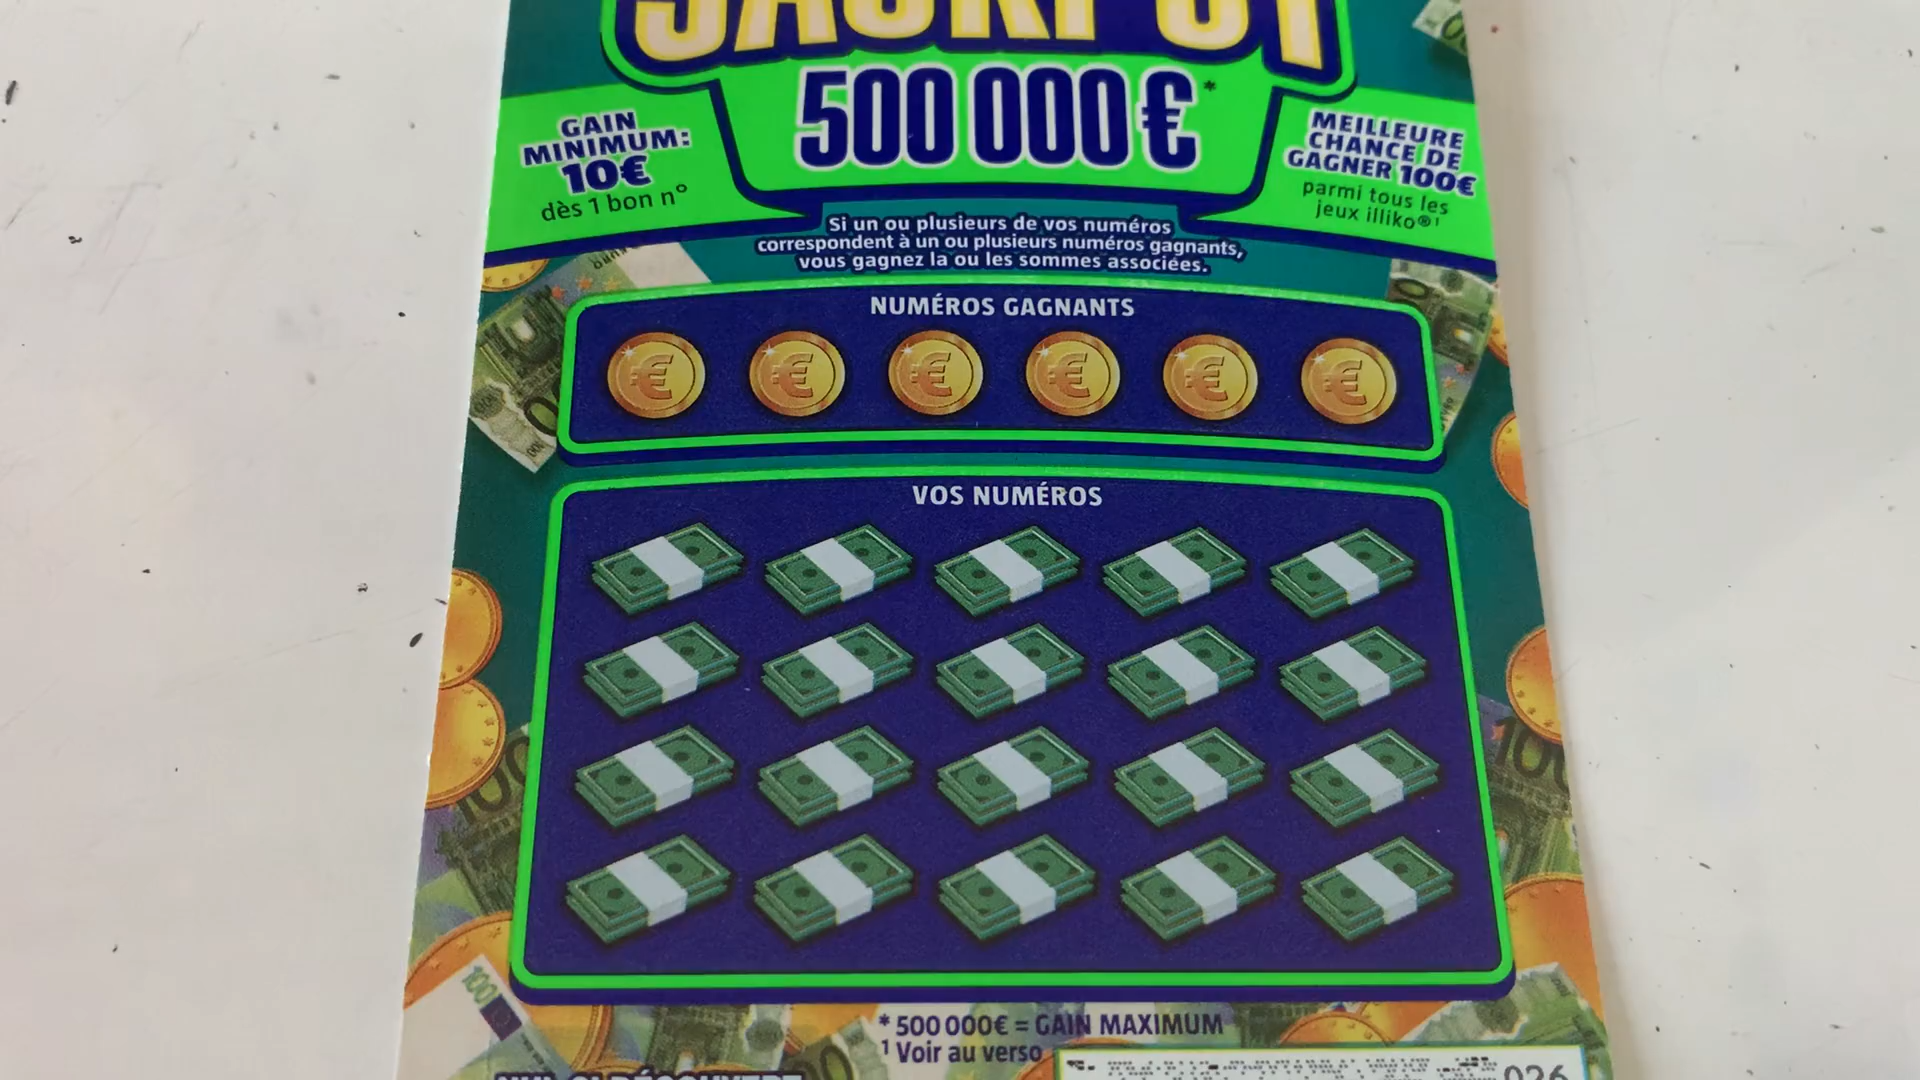 JACKPOT
500 000 €*
GAIN
MINIMUM:
10€
dès 1 bon n°
MEILLEURE
CHANCE DE
GAGNER 100€
parmi tous les
jeux illiko®¹
Si un ou plusieurs de vos numéros
correspondent à un ou plusieurs numéros gagnants,
vous gagnez la ou les sommes associées.
NUMÉROS GAGNANTS
VOS NUMÉROS
* 500 000€ = GAIN MAXIMUM
¹ Voir au verso
026